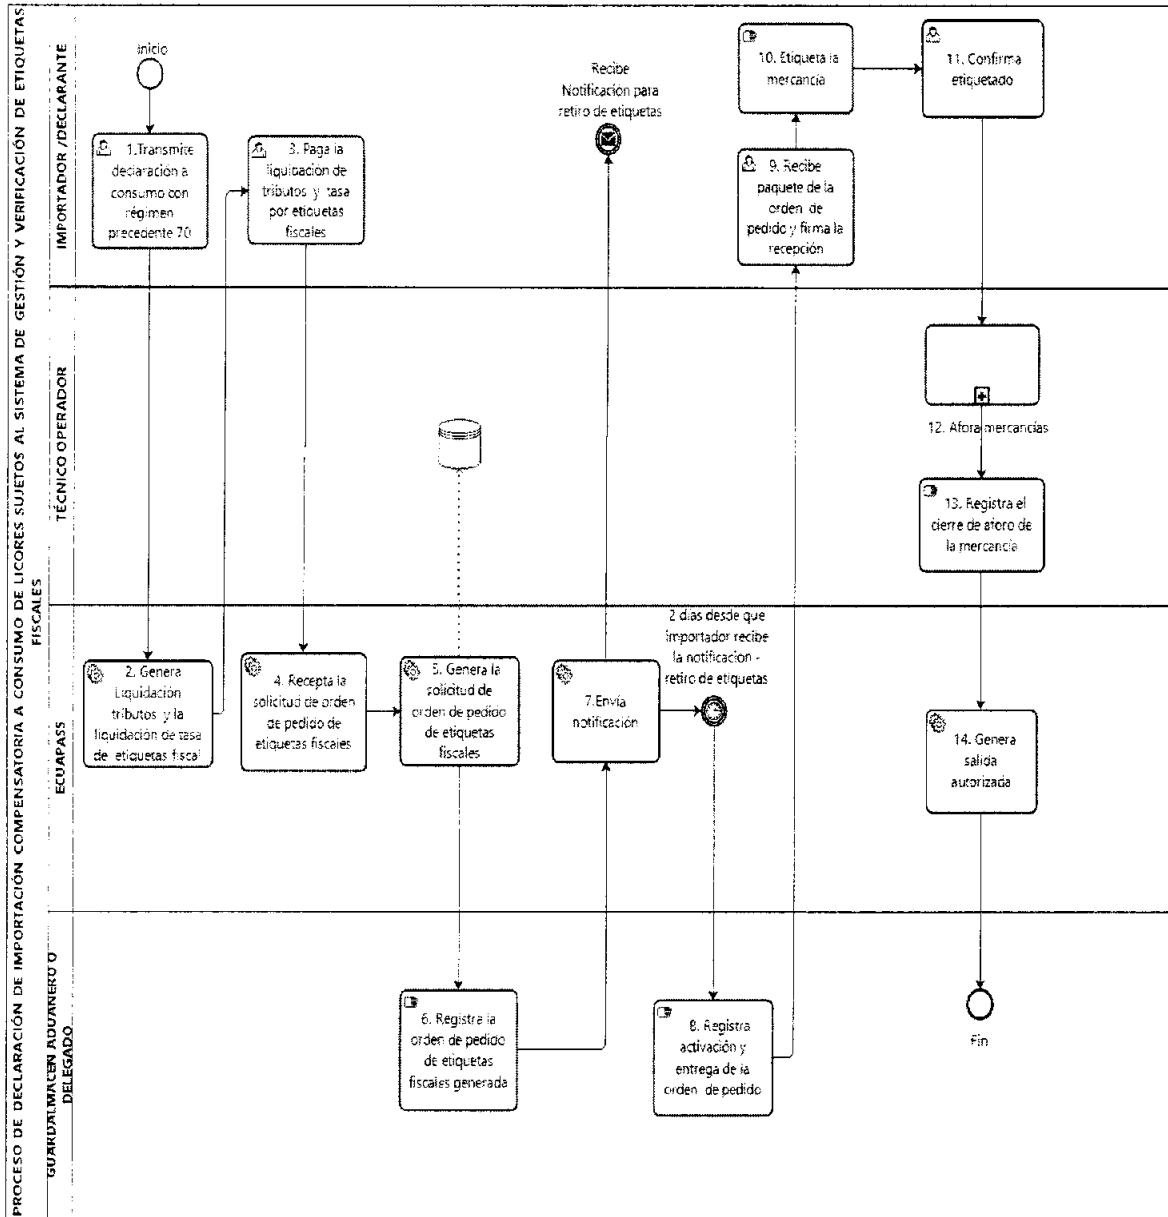 PROCESO DE DECLARACIÓN DE IMPORTACIÓN COMPENSATORIA A CONSUMO DE LICORES SUJETOS AL SISTEMA DE GESTIÓN Y VERIFICACIÓN DE ETIQUETAS
FISCALES
IMPORTADOR /DECLARANTE
Inicio
1.Transmite
declaración a
consumo con
régimen
precedente 70
3. Paga la
liquidación de
tributos y tasa
por etiquetas
fiscales
Recibe
Notificación para
retiro de etiquetas
10. Etiqueta la
mercancía
11. Confirma
etiquetado
9. Recibe
paquete de la
orden de
pedido y firma la
recepción
TÉCNICO OPERADOR
12. Afora mercancías
13. Registra el
cierre de aforo de
la mercancía
ECUAPASS
2. Genera
Liquidación
tributos y la
liquidación de tasa
de etiquetas fiscal
4. Recepta la
solicitud de orden
de pedido de
etiquetas fiscales
5. Genera la
solicitud de
orden de pedido
de etiquetas
fiscales
7.Envía
notificación
2 días desde que
importador recibe
la notificación -
retiro de etiquetas
14. Genera
salida
autorizada
GUARDALMACEN ADUANERO O
DELEGADO
6. Registra la
orden de pedido
de etiquetas
fiscales generada
8. Registra
activación y
entrega de la
orden de pedido
Fin